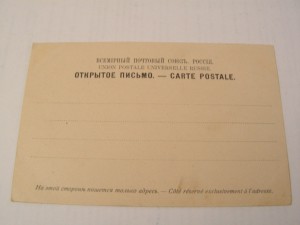 ВСЕМІРНЫЙ ПОЧТОВЫЙ СОЮЗЪ. РОССІЯ.
UNION POSTALE UNIVERSELLE RUSSIE
ОТКРЫТОЕ ПИСЬМО. — CARTE POSTALE.
На этой сторонѣ пишется только адресъ. — Côté réservé exclusivement à l'adresse.